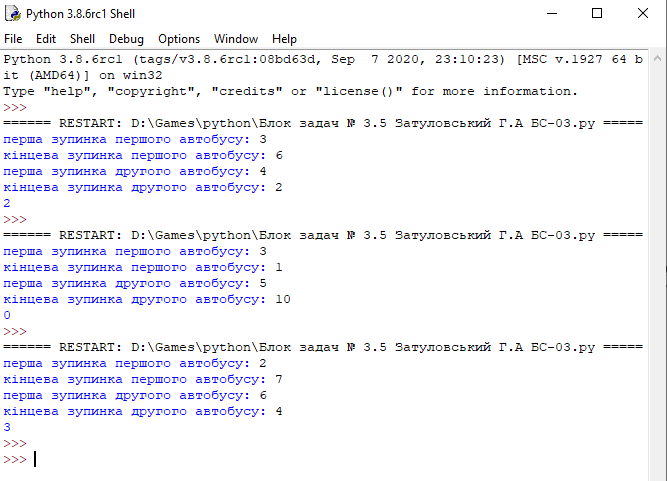 Python 3.8.6rc1 Shell
File Edit Shell Debug Options Window Help
Python 3.8.6rc1 (tags/v3.8.6rc1:08bd63d, Sep  7 2020, 23:10:23) [MSC v.1927 64 b
it (AMD64)] on win32
Type "help", "copyright", "credits" or "license()" for more information.
>>>
====== RESTART: D:\Games\python\Блок задач № 3.5 Затуловський Г.А БС-03.py =====
перша зупинка першого автобусу: 3
кінцева зупинка першого автобусу: 6
перша зупинка другого автобусу: 4
кінцева зупинка другого автобусу: 2
2
>>>
====== RESTART: D:\Games\python\Блок задач № 3.5 Затуловський Г.А БС-03.py =====
перша зупинка першого автобусу: 3
кінцева зупинка першого автобусу: 1
перша зупинка другого автобусу: 5
кінцева зупинка другого автобусу: 10
0
>>>
====== RESTART: D:\Games\python\Блок задач № 3.5 Затуловський Г.А БС-03.py =====
перша зупинка першого автобусу: 2
кінцева зупинка першого автобусу: 7
перша зупинка другого автобусу: 6
кінцева зупинка другого автобусу: 4
3
>>>
>>>